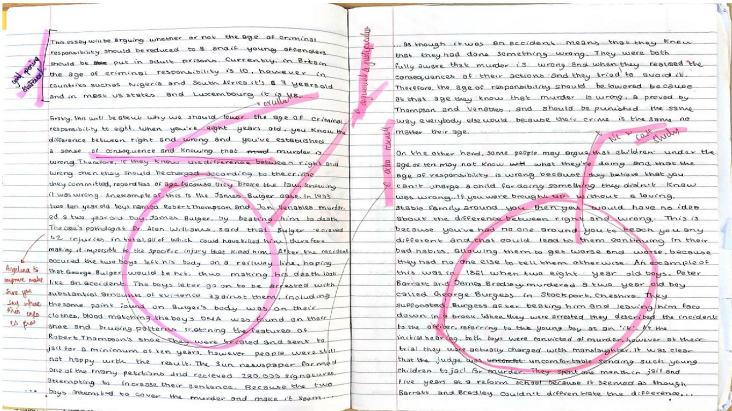 This essay will be arguing whether or not the age of criminal
responsibility should be reduced to 8 and if young offenders
should be put in adult prisons. Currently, in Britain
the age of criminal responsibility is 10, however in
countries such as Nigeria and South Africa it's 7 years old
and in most US states and Luxembourg it is
Firstly, this will be about why we should lower the age of criminal
responsibility to eight. When you're eight years old, you know the
difference between right and wrong and you've established
a sense of consequence and knowing that murder is
wrong. Therefore, if they know the difference between right and
wrong then they should be charged according to the crime
they committed, regardless of age because they broke the law, knowing
it was wrong. An example of this is the James Bulger case. In 1993
two ten year old boys named Robert Thompson and Jon Venables murder-
ed a two year old boy James Bulger, by beating him to death.
The case's pathologist Dr. Alan Williams, said that Bulger recieved
42 injuries in total, all of which could have killed him, therefore
making it impossible to the specific injury that killed him. After the incident
occured the two boys left his body on a railway line, hoping
that George Bulger would be hit, thus making his death look
like an accident. The boys later go on to be arrested with
substantial amounts of evidence against them, including
the same paint found on Bulger's body was on their
clothes, blood matching the boy's DNA was found on their
shoe and bruising patterns matching the features of
Robert Thompson's shoe. They were trialed and sent to
jail for a minimum of ten years, however people were still
not happy with the result. The Sun newspaper formed
one of the many petitions and recieved 280,000 signatures
attempting to increase their sentence. Because the two
boys attempted to cover the murder and make it seem...
Applied to
improve make
sure you
and where
this info
is from
... As though it was an accident means that they knew
that they had done something wrong. They were both
fully aware that murder is wrong and when they realised the
consequences of their actions and they tried to avoid it.
Therefore, the age of responsibility should be lowered because
at that age they know that murder is wrong, a proved by
Thompson and Venables, and should be punished the same
way everybody else would because their crime is the same no
matter their age.
On the other hand, some people may argue that children under the
age of ten may not know what they're doing and that the
age of responsibility is wrong because they believe that you
can't charge a child for doing something they didn't know
was wrong. If you were brought up without a loving,
stable family around you then you would have no idea
about the difference between right and wrong. This is
because you've had no one around you to teach you any
different and that could lead to them continuing in their
bad habits, allowing them to get worse and worse because
they had no one else to tell them otherwise. An example of
this was in 1861 when two eight year old boys, Peter
Barratt and James Bradley murdered a two year old boy
called George Burgess in Stockport, Cheshire. They
suffocated Burgess after beating him and leaving him face
down in a brook. When they were arrested they described the incident
to the officer, referring to the young boy as an 'it'. At the
initial hearing both boys were convicted of murder, however at their
trial they were actually charged with manslaughter. It was clear
that the judge was uncomfortable sending such young
children to jail for murder. They spent one month in jail and
five years at a reform school because it seemed as though
Barratt and Bradley couldn't differentiate the difference...